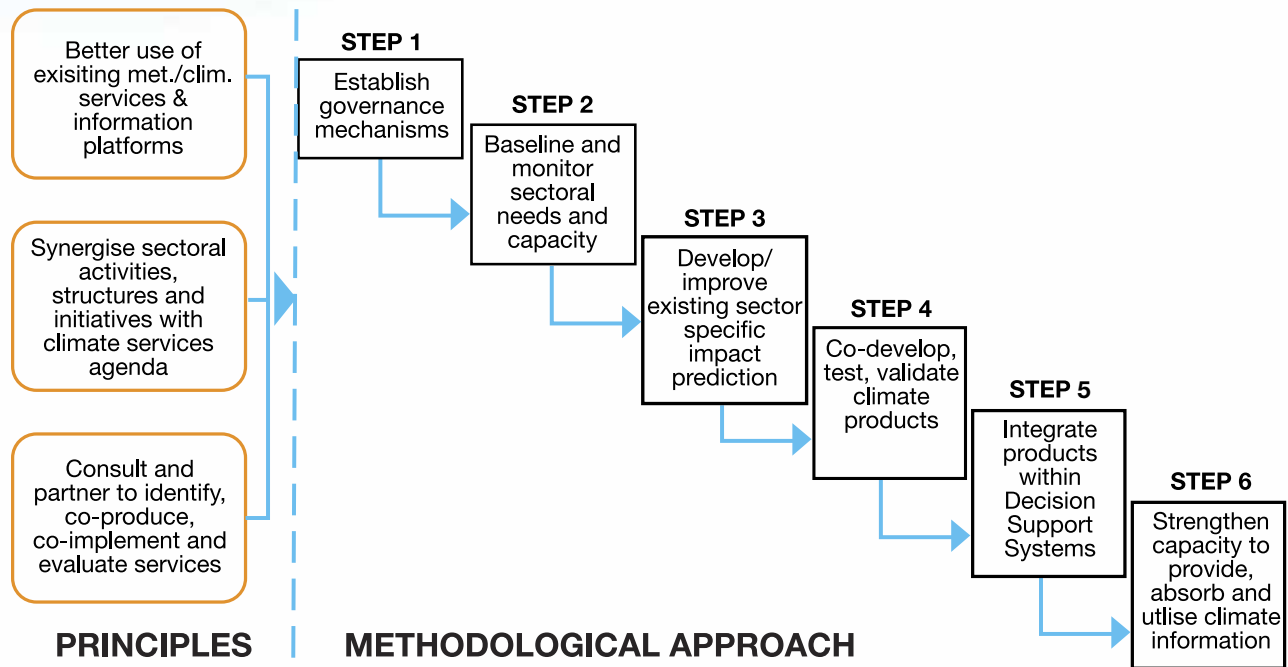 Better use of
exisiting met./clim.
services &
information
platforms
Synergise sectoral
activities,
structures and
initiatives with
climate services
agenda
Consult and
partner to identify,
co-produce,
co-implement and
evaluate services
PRINCIPLES
STEP 1
Establish
governance
mechanisms
STEP 2
Baseline and
monitor
sectoral
needs and
capacity
STEP 3
Develop/
improve
existing sector
specific
impact
prediction
STEP 4
Co-develop,
test, validate
climate
products
STEP 5
Integrate
products
within
Decision
Support
Systems
STEP 6
Strengthen
capacity to
provide,
absorb and
utlise climate
information
METHODOLOGICAL APPROACH